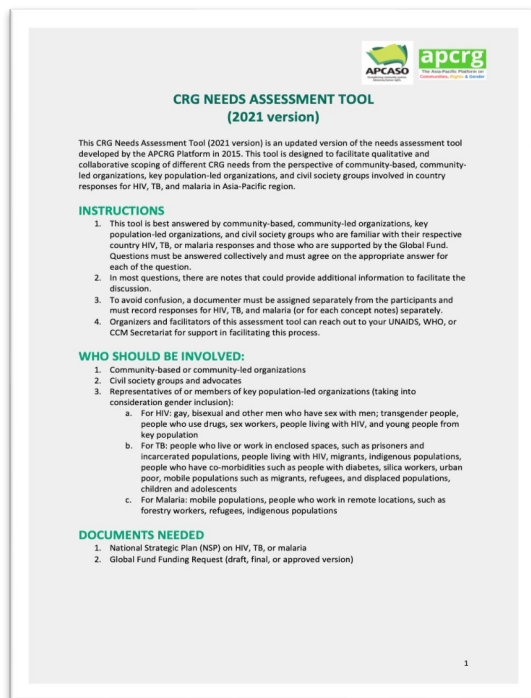 APCASO
apcrg
The Asia-Pacific Platform on
Communities, Rights & Gender
CRG NEEDS ASSESSMENT TOOL
(2021 version)
This CRG Needs Assessment Tool (2021 version) is an updated version of the needs assessment tool
developed by the APCRG Platform in 2015. This tool is designed to facilitate qualitative and
collaborative scoping of different CRG needs from the perspective of community-based, community-
led organizations, key population-led organizations, and civil society groups involved in country
responses for HIV, TB, and malaria in Asia-Pacific region.
INSTRUCTIONS
1. This tool is best answered by community-based, community-led organizations, key
population-led organizations, and civil society groups who are familiar with their respective
country HIV, TB, or malaria responses and those who are supported by the Global Fund.
Questions must be answered collectively and must agree on the appropriate answer for
each of the question.
2. In most questions, there are notes that could provide additional information to facilitate the
discussion.
3. To avoid confusion, a documenter must be assigned separately from the participants and
must record responses for HIV, TB, and malaria (or for each concept notes) separately.
4. Organizers and facilitators of this assessment tool can reach out to your UNAIDS, WHO, or
CCM Secretariat for support in facilitating this process.
WHO SHOULD BE INVOLVED:
1. Community-based or community-led organizations
2. Civil society groups and advocates
3. Representatives of or members of key population-led organizations (taking into
consideration gender inclusion):
a. For HIV: gay, bisexual and other men who have sex with men; transgender people,
people who use drugs, sex workers, people living with HIV, and young people from
key population
b. For TB: people who live or work in enclosed spaces, such as prisoners and
incarcerated populations, people living with HIV, migrants, indigenous populations,
people who have co-morbidities such as people with diabetes, silica workers, urban
poor, mobile populations such as migrants, refugees, and displaced populations,
children and adolescents
c. For Malaria: mobile populations, people who work in remote locations, such as
forestry workers, refugees, indigenous populations
DOCUMENTS NEEDED
1. National Strategic Plan (NSP) on HIV, TB, or malaria
2. Global Fund Funding Request (draft, final, or approved version)
1